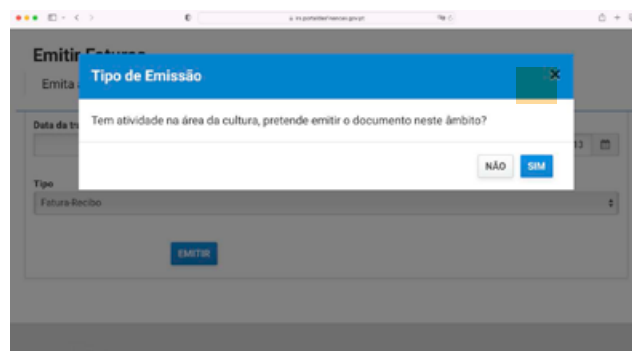 Emitir Faturas
Emita
Tipo de Emissão
Tem atividade na área da cultura, pretende emitir o documento neste âmbito?
NÃO
SIM
Data da
13
Tipo
Fatura-Recibo
EMITIR